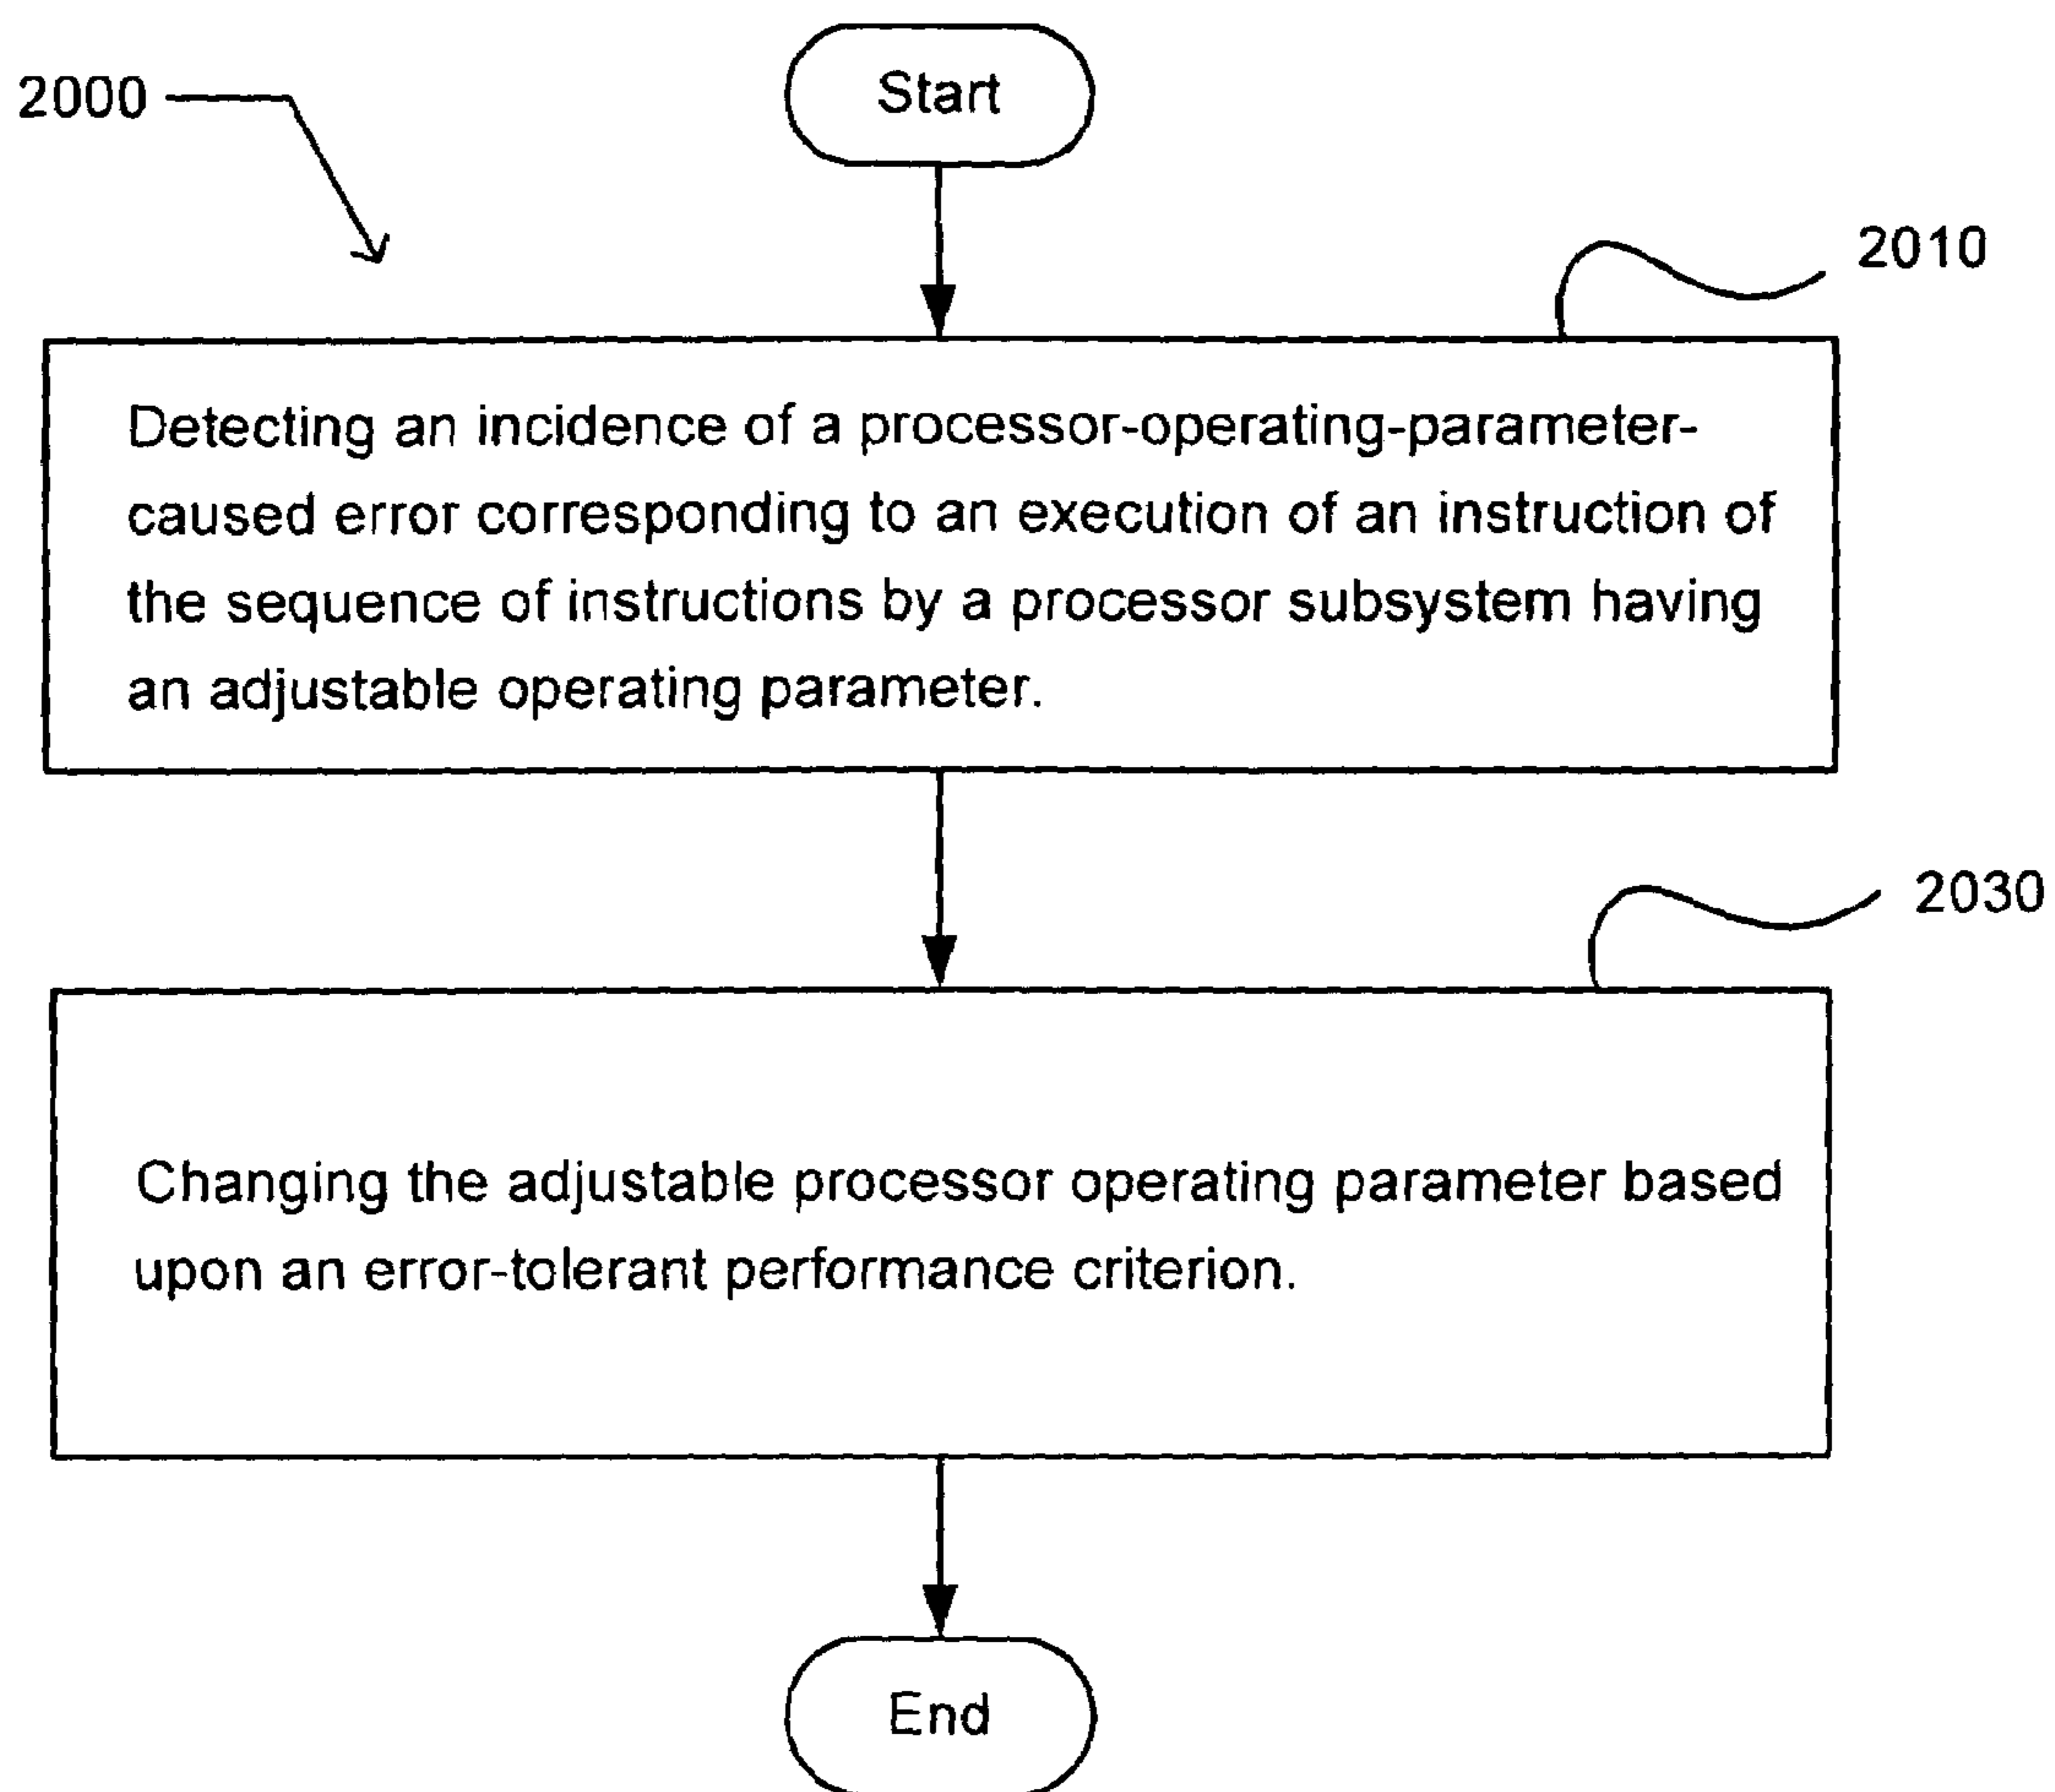 Start
2000
2010
Detecting an incidence of a processor-operating-parameter-
caused error corresponding to an execution of an instruction of
the sequence of instructions by a processor subsystem having
an adjustable operating parameter.
2030
Changing the adjustable processor operating parameter based
upon an error-tolerant performance criterion.
End